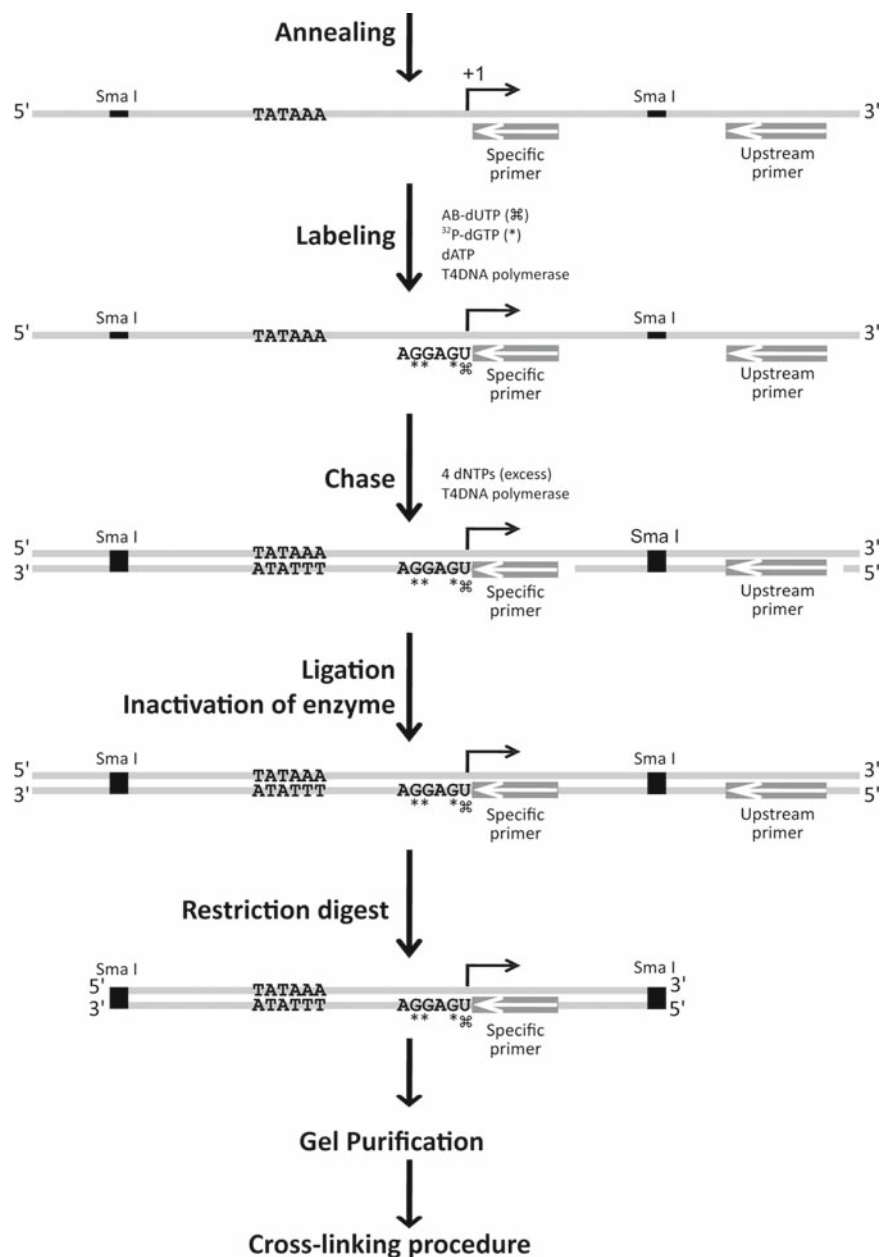 Annealing
+1
Sma I
Sma I
5'
TATAAA
3'
Specific
primer
Upstream
primer
Labeling
AB-dUTP (⌘)
³²P-dGTP (*)
dATP
T4DNA polymerase
Sma I
Sma I
5'
TATAAA
3'
AGGAGU
** *⌘
Specific
primer
Upstream
primer
Chase
4 dNTPs (excess)
T4DNA polymerase
Sma I
Sma I
5'
TATAAA
3'
3'
ATATTT
AGGAGU
5'
** *⌘
Specific
primer
Upstream
primer
Ligation
Inactivation of enzyme
Sma I
Sma I
5'
TATAAA
3'
3'
ATATTT
AGGAGU
5'
** *⌘
Specific
primer
Upstream
primer
Restriction digest
Sma I
Sma I
5'
TATAAA
3'
3'
ATATTT
AGGAGU
5'
** *⌘
Specific
primer
Gel Purification
Cross-linking procedure